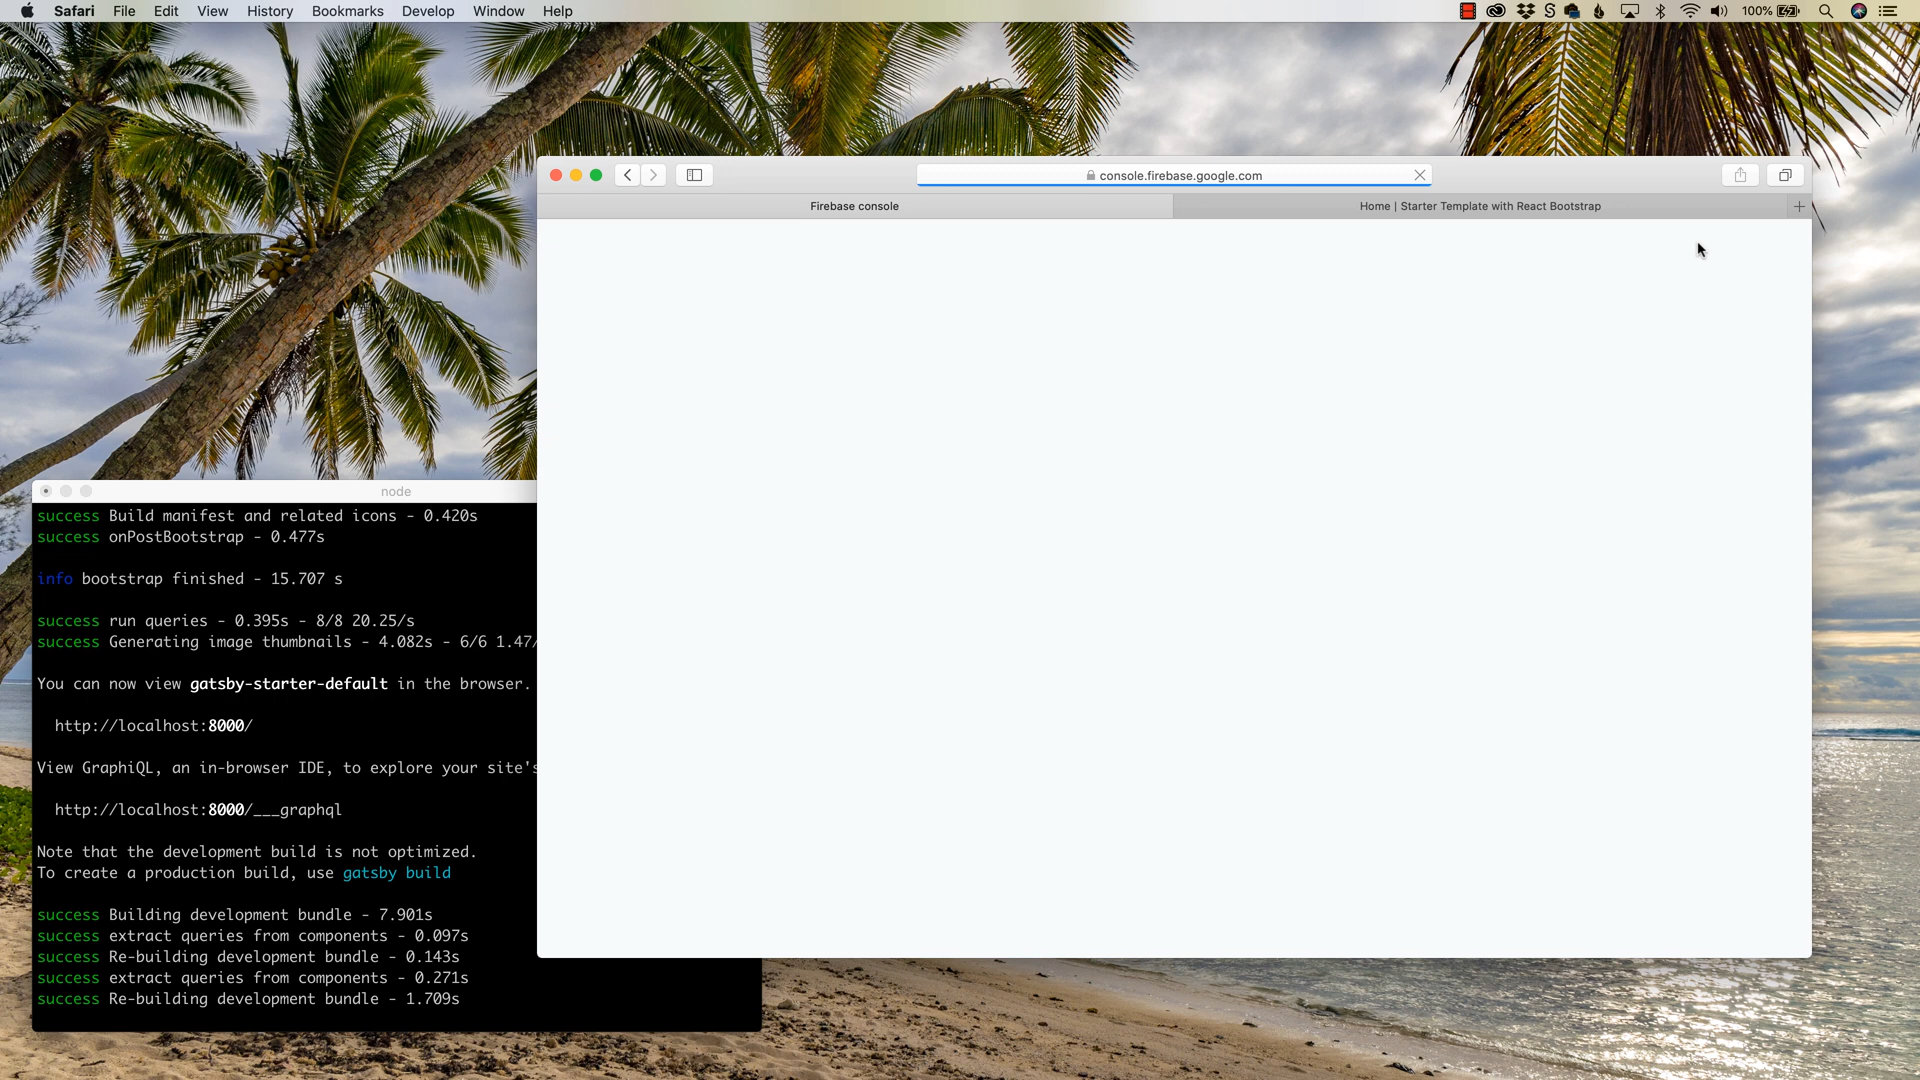 Safari File Edit View History Bookmarks Develop Window Help
100%
console.firebase.google.com
Firebase console
Home | Starter Template with React Bootstrap
node
success Build manifest and related icons - 0.420s
success onPostBootstrap - 0.477s
info bootstrap finished - 15.707 s
success run queries - 0.395s - 8/8 20.25/s
success Generating image thumbnails - 4.082s - 6/6 1.47/
You can now view gatsby-starter-default in the browser.
http://localhost:8000/
View GraphiQL, an in-browser IDE, to explore your site's
http://localhost:8000/___graphql
Note that the development build is not optimized.
To create a production build, use gatsby build
success Building development bundle - 7.901s
success extract queries from components - 0.097s
success Re-building development bundle - 0.143s
success extract queries from components - 0.271s
success Re-building development bundle - 1.709s